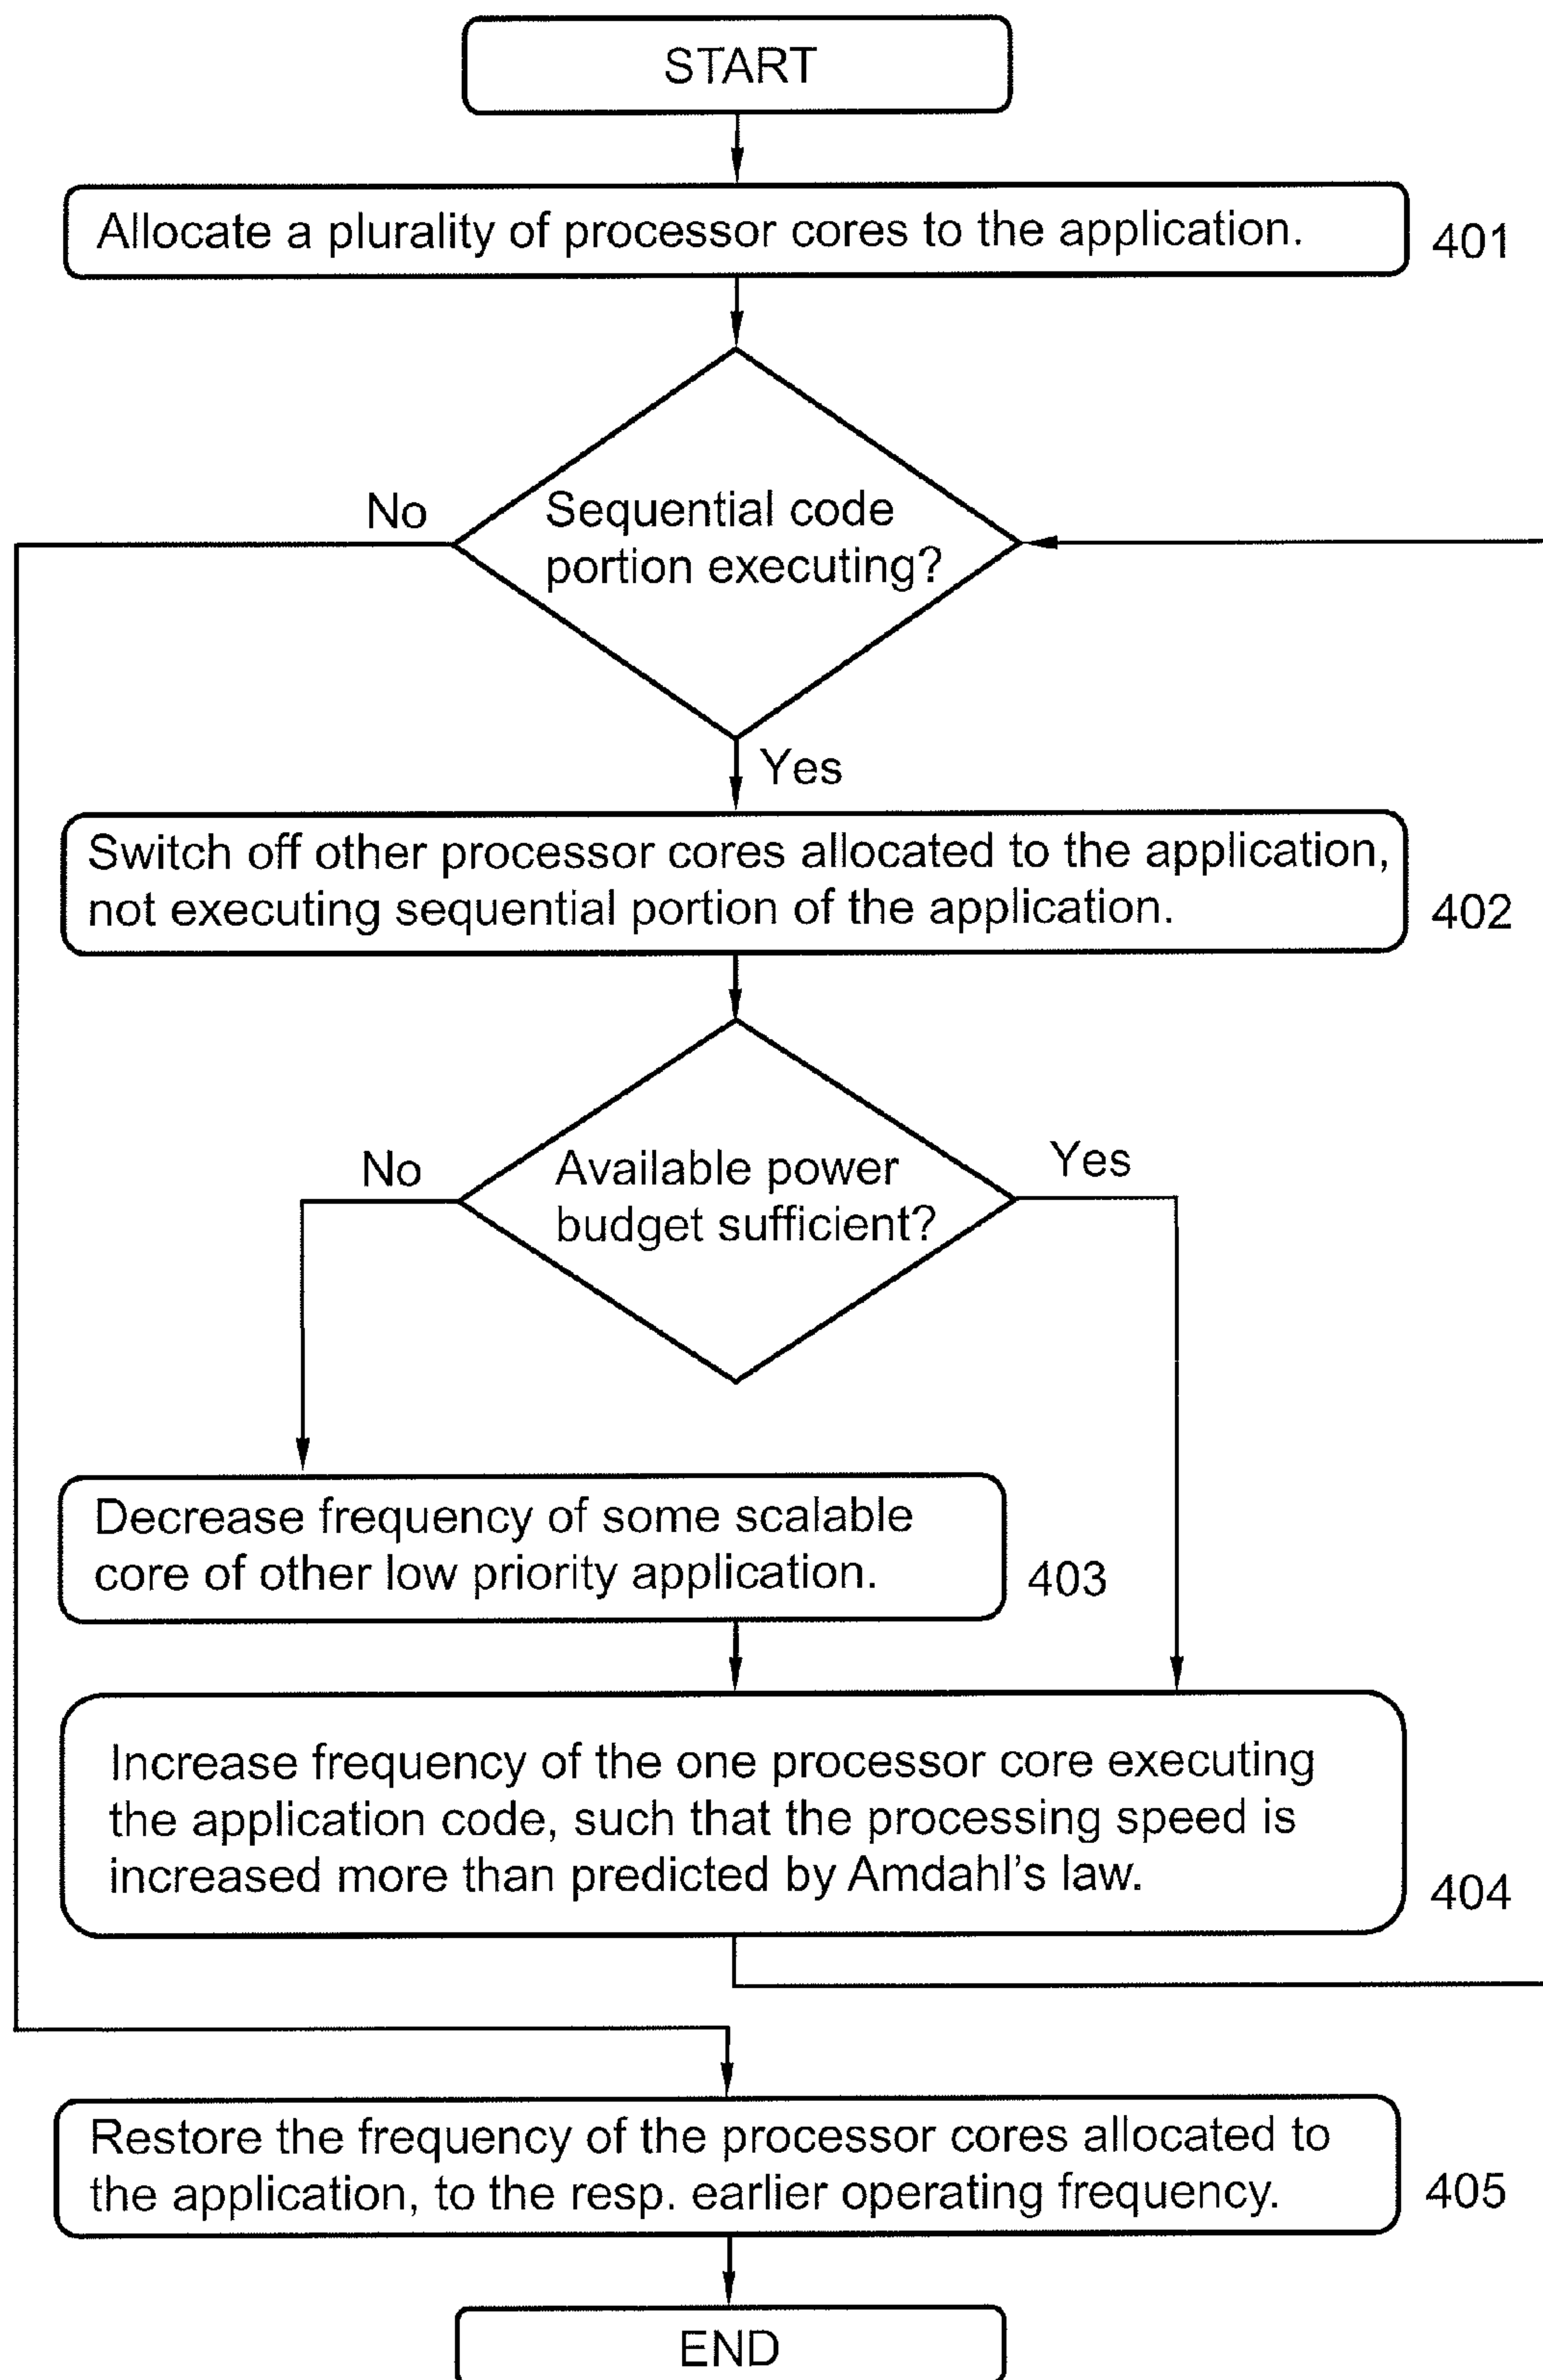 START
Allocate a plurality of processor cores to the application.
401
No
Sequential code
portion executing?
Yes
Switch off other processor cores allocated to the application,
not executing sequential portion of the application.
402
No
Available power
budget sufficient?
Yes
Decrease frequency of some scalable
core of other low priority application.
403
Increase frequency of the one processor core executing
the application code, such that the processing speed is
increased more than predicted by Amdahl's law.
404
Restore the frequency of the processor cores allocated to
the application, to the resp. earlier operating frequency.
405
END